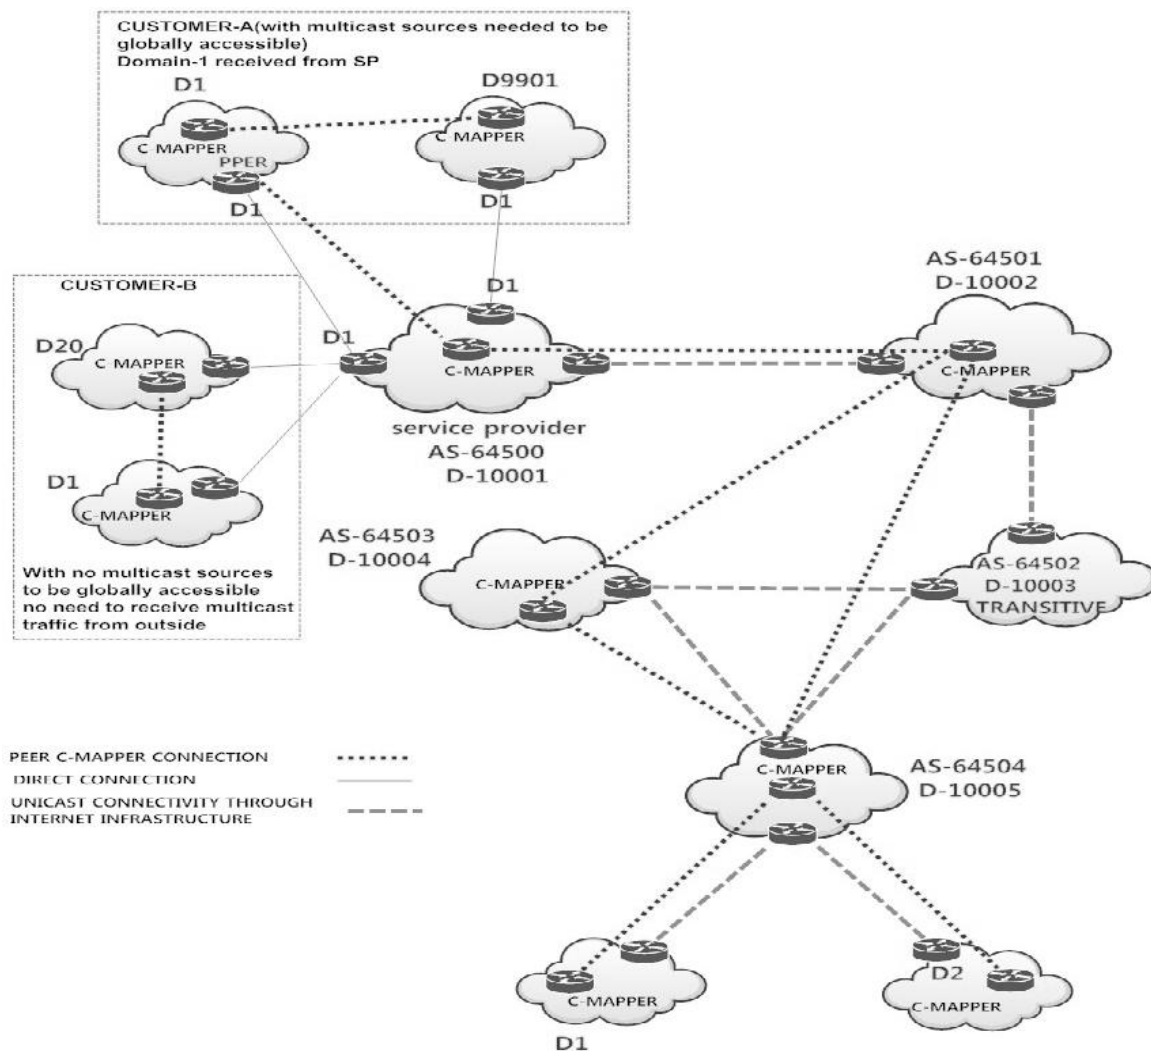 CUSTOMER-A(with multicast sources needed to be
globally accessible)
Domain-1 received from SP
D1
D9901
C MAPPER
C MAPPER
PPER
D1
D1
CUSTOMER-B
D1
D1
AS-64501
D-10002
D20
C MAPPER
C-MAPPER
C-MAPPER
service provider
AS-64500
D-10001
D1
C-MAPPER
AS-64503
D-10004
C-MAPPER
AS-64502
D-10003
TRANSITIVE
With no multicast sources
to be globally accessible
no need to receive multicast
traffic from outside
PEER C-MAPPER CONNECTION
DIRECT CONNECTION
UNICAST CONNECTIVITY THROUGH
INTERNET INFRASTRUCTURE
C-MAPPER
AS-64504
D-10005
D2
C-MAPPER
C-MAPPER
D1